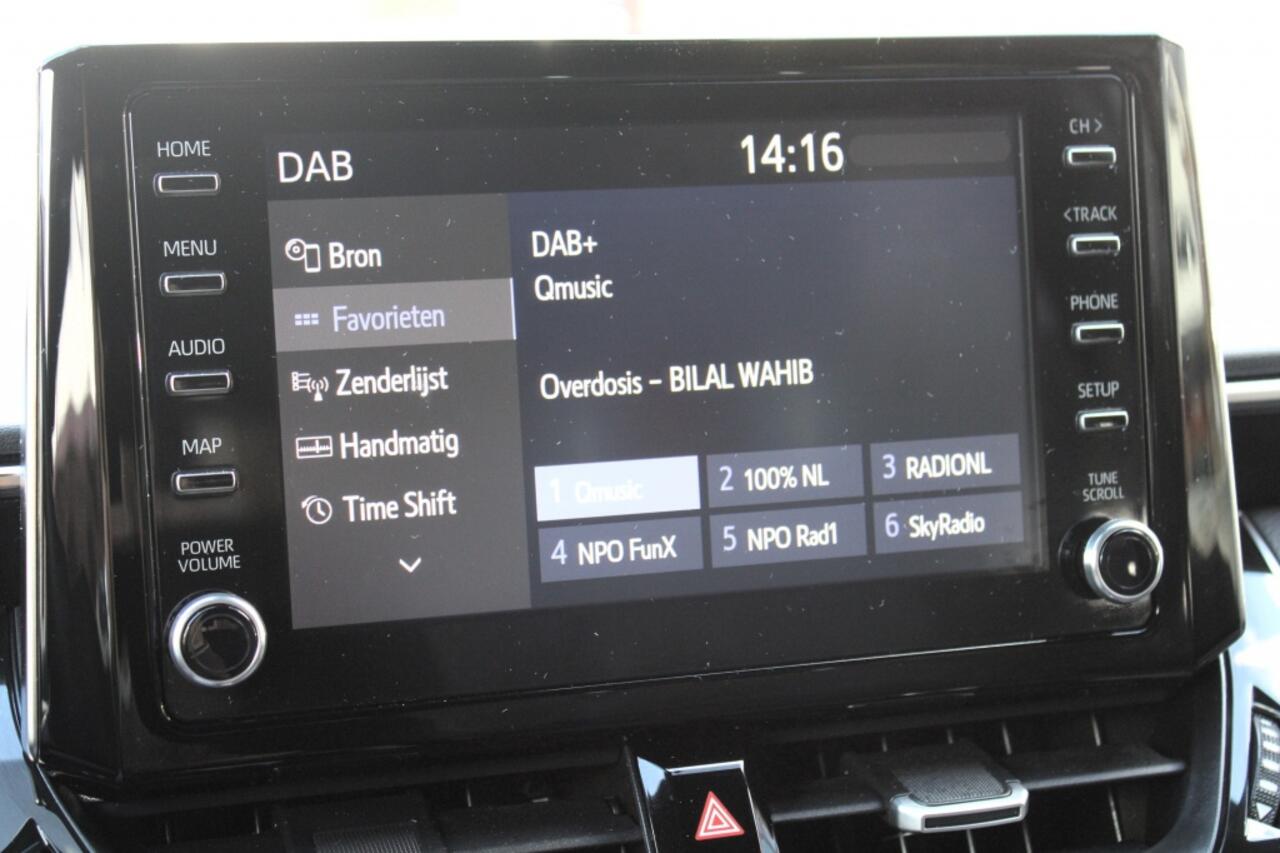 HOME
MENU
AUDIO
MAP
POWER
VOLUME
DAB
14:16
Bron
Favorieten
Zenderlijst
Handmatig
Time Shift
DAB+
Qmusic
Overdosis – BILAL WAHIB
1 Qmusic
2 100% NL
3 RADIONL
4 NPO FunX
5 NPO Rad1
6 SkyRadio
CH >
< TRACK
PHONE
SETUP
TUNE
SCROLL